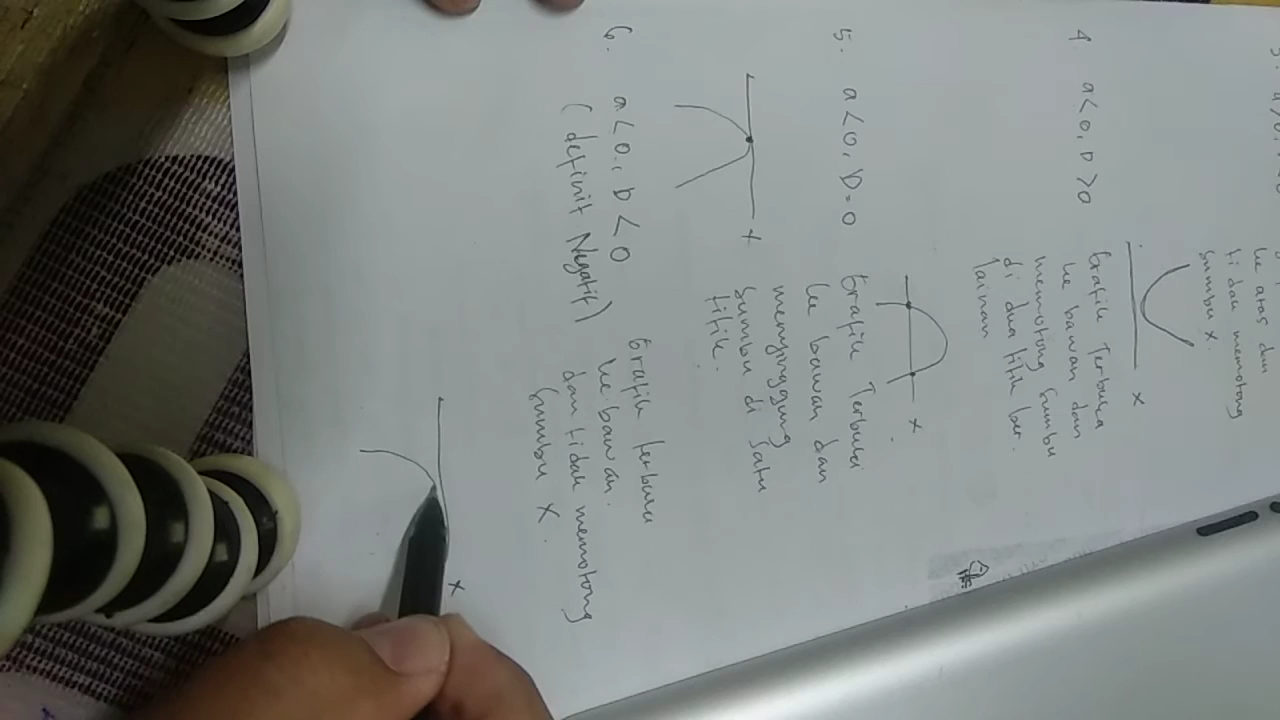 ke atas dan
tidak memotong
sumbu x.
x
4 a<0, D>0
Grafik Terbuka
ke bawah dan
memotong sumbu
di dua titik ber.
lainan
x
5. a<0, D=0
Grafik Terbuka
ke bawah dan
menyinggung
sumbu di satu
titik.
x
6. a<0, D<0
(definit Negatif)
Grafik terbuka
ke bawah.
dan tidak memotong
sumbu x
x